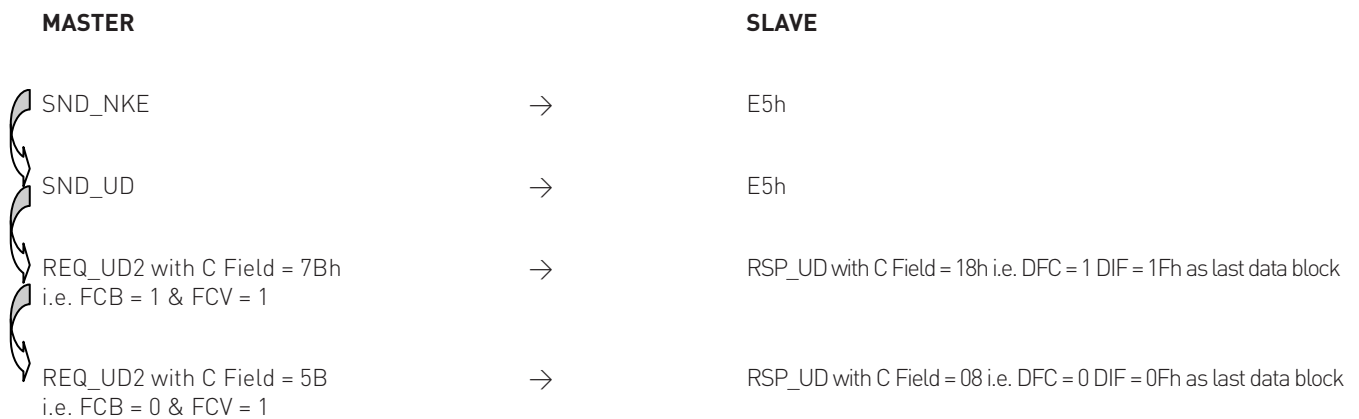 MASTER SLAVE
SND_NKE → E5h
SND_UD → E5h
REQ_UD2 with C Field = 7Bh → RSP_UD with C Field = 18h i.e. DFC = 1 DIF = 1Fh as last data block
i.e. FCB = 1 & FCV = 1
REQ_UD2 with C Field = 5B → RSP_UD with C Field = 08 i.e. DFC = 0 DIF = 0Fh as last data block
i.e. FCB = 0 & FCV = 1